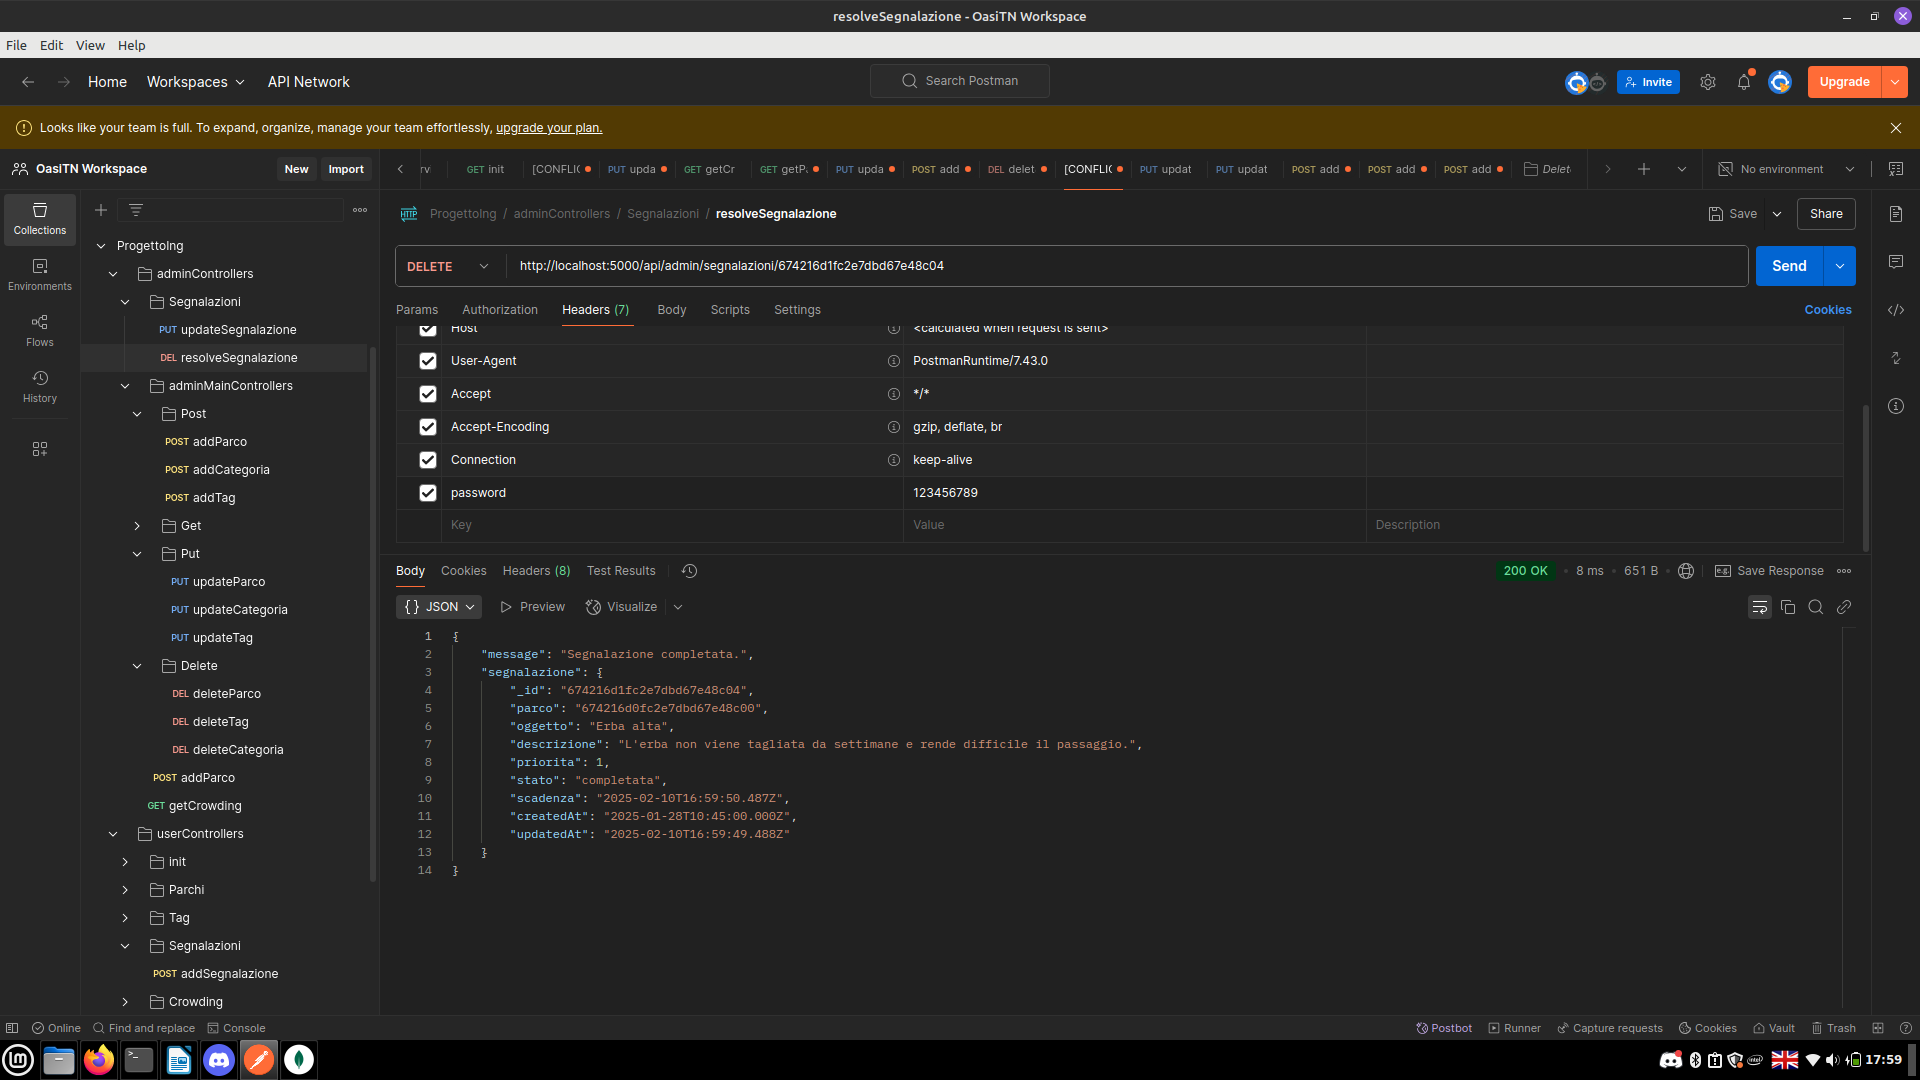 resolveSegnalazione - OasiTN Workspace
File Edit View Help
Home Workspaces API Network
Search Postman
Invite
Upgrade
Looks like your team is full. To expand, organize, manage your team effortlessly, upgrade your plan.
OasiTN Workspace
New Import
rv
GET init
[CONFLIC
PUT upda
GET getCr
GET getP
PUT upda
POST add
DEL delet
[CONFLIC
PUT updat
PUT updat
POST add
POST add
POST add
Delet
No environment
Collections
Environments
Flows
History
ProgettoIng
adminControllers
Segnalazioni
PUT updateSegnalazione
DEL resolveSegnalazione
adminMainControllers
Post
POST addParco
POST addCategoria
POST addTag
Get
Put
PUT updateParco
PUT updateCategoria
PUT updateTag
Delete
DEL deleteParco
DEL deleteTag
DEL deleteCategoria
POST addParco
GET getCrowding
userControllers
init
Parchi
Tag
Segnalazioni
POST addSegnalazione
Crowding
HTTP ProgettoIng / adminControllers / Segnalazioni / resolveSegnalazione
Save Share
DELETE http://localhost:5000/api/admin/segnalazioni/674216d1fc2e7dbd67e48c04 Send
Params Authorization Headers (7) Body Scripts Settings Cookies
Host <calculated when request is sent>
User-Agent PostmanRuntime/7.43.0
Accept */*
Accept-Encoding gzip, deflate, br
Connection keep-alive
password 123456789
Key Value Description
Body Cookies Headers (8) Test Results 200 OK 8 ms 651 B e.g. Save Response
{} JSON Preview Visualize
1 {
2 "message": "Segnalazione completata.",
3 "segnalazione": {
4 "_id": "674216d1fc2e7dbd67e48c04",
5 "parco": "674216d0fc2e7dbd67e48c00",
6 "oggetto": "Erba alta",
7 "descrizione": "L'erba non viene tagliata da settimane e rende difficile il passaggio.",
8 "priorita": 1,
9 "stato": "completata",
10 "scadenza": "2025-02-10T16:59:50.487Z",
11 "createdAt": "2025-01-28T10:45:00.000Z",
12 "updatedAt": "2025-02-10T16:59:49.488Z"
13 }
14 }
Online Find and replace Console Postbot Runner Capture requests Cookies Vault Trash
17:59